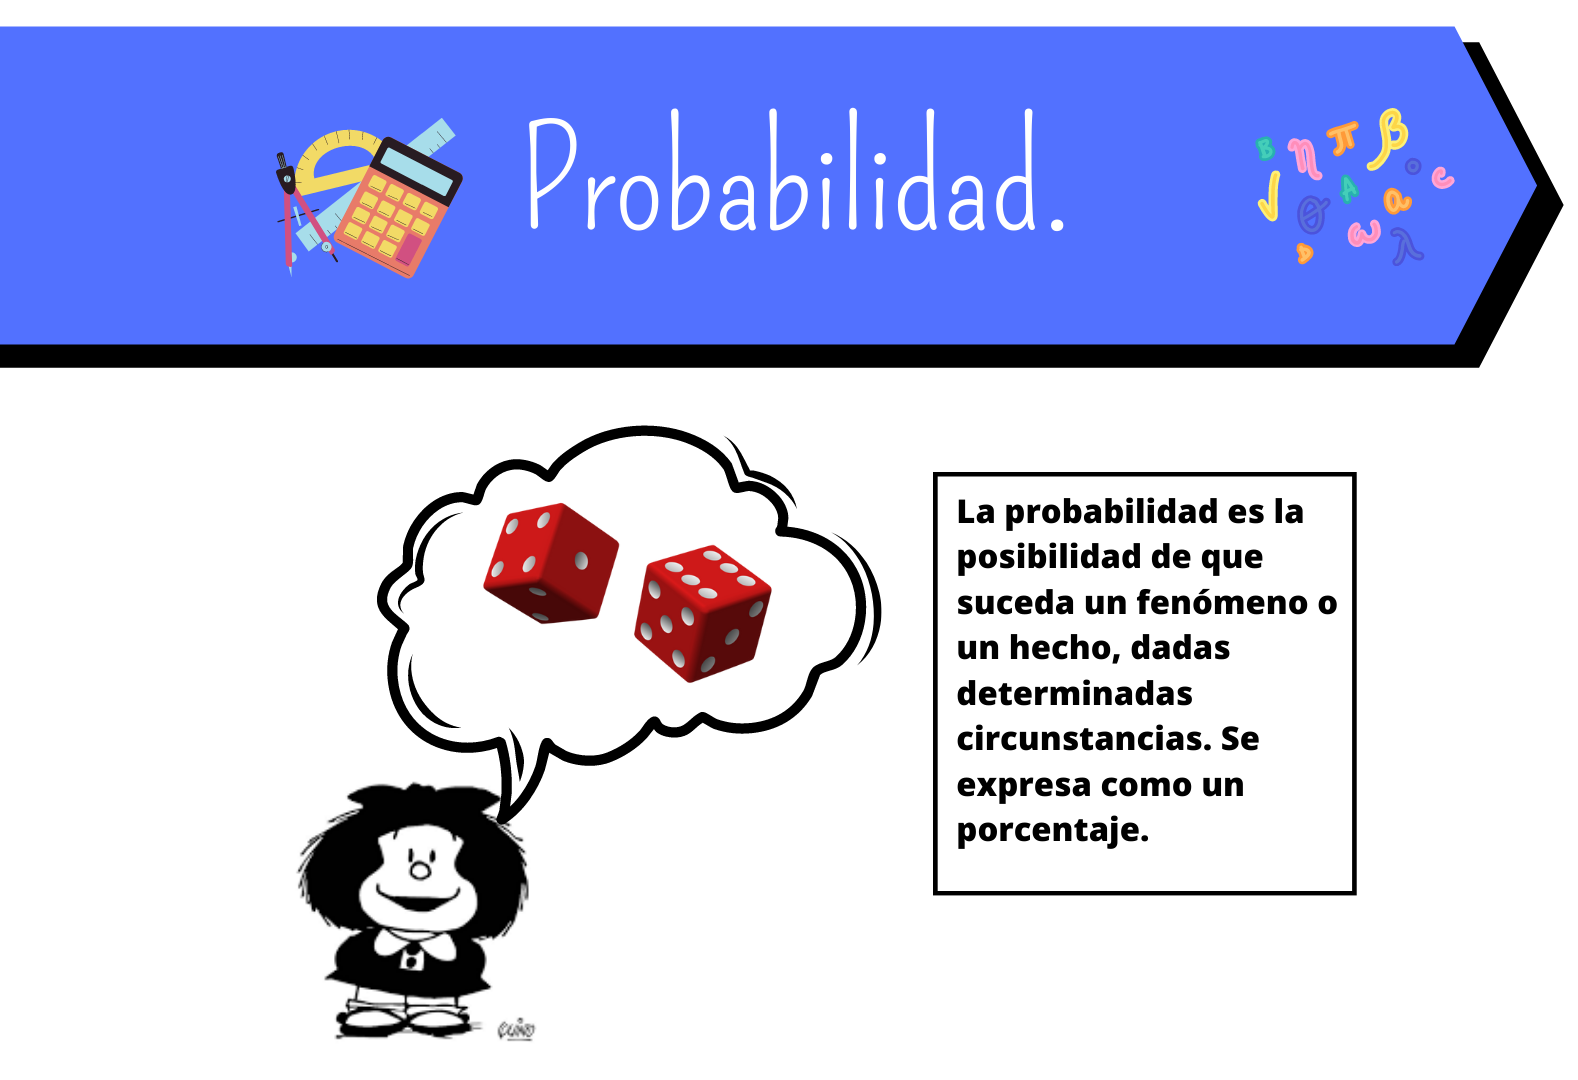 Probabilidad.
B η π β
√ θ A a c
ω λ
D
La probabilidad es la
posibilidad de que
suceda un fenómeno o
un hecho, dadas
determinadas
circunstancias. Se
expresa como un
porcentaje.
QUINO